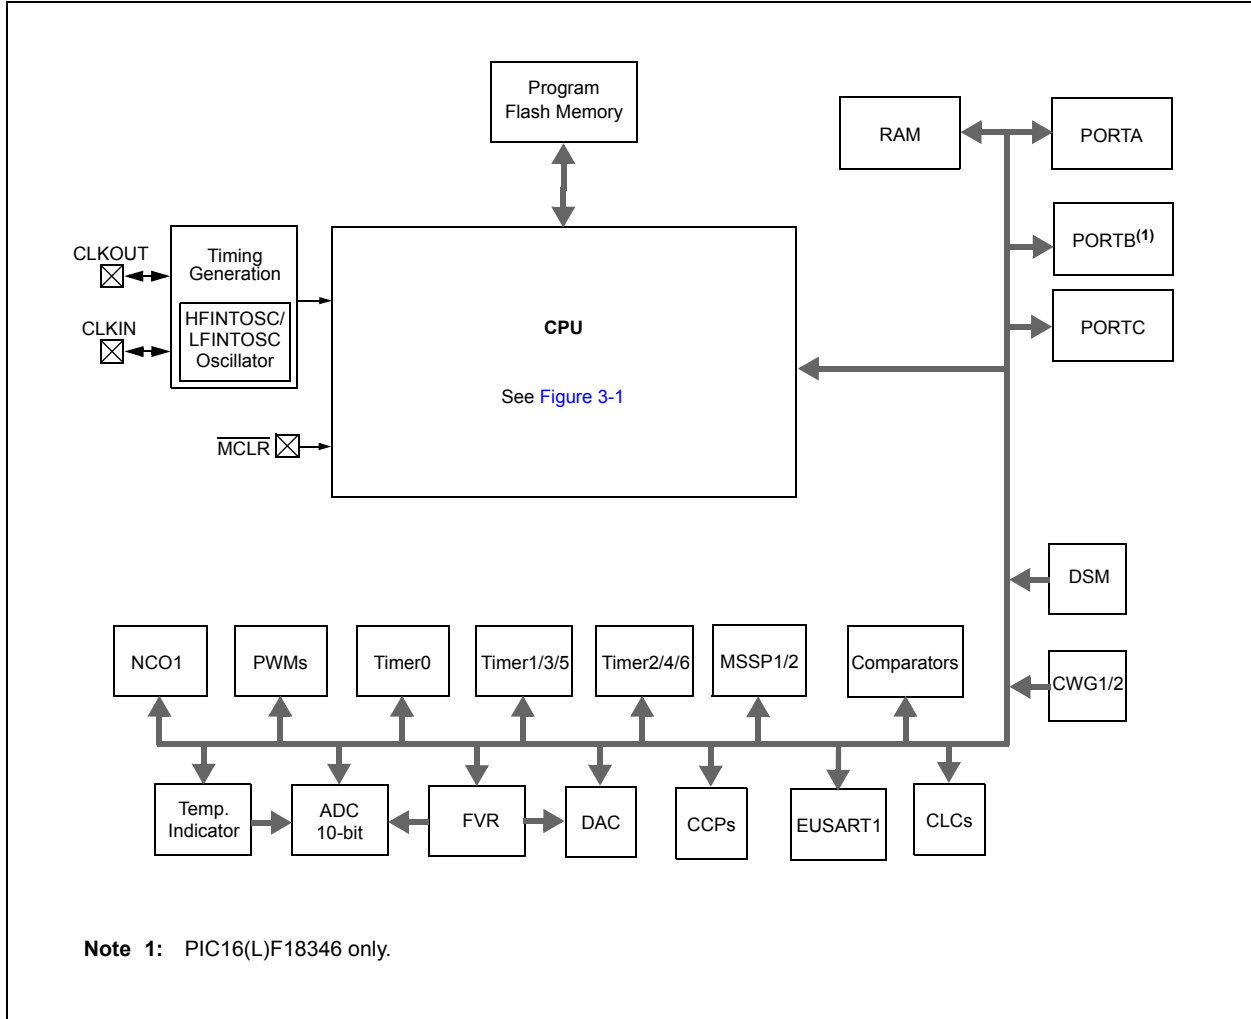 Program
Flash Memory
RAM
PORTA
PORTB(1)
PORTC
CLKOUT
CLKIN
Timing
Generation
HFINTOSC/
LFINTOSC
Oscillator
MCLR
CPU
See Figure 3-1
DSM
CWG1/2
NCO1
PWMs
Timer0
Timer1/3/5
Timer2/4/6
MSSP1/2
Comparators
Temp.
Indicator
ADC
10-bit
FVR
DAC
CCPs
EUSART1
CLCs
Note 1: PIC16(L)F18346 only.